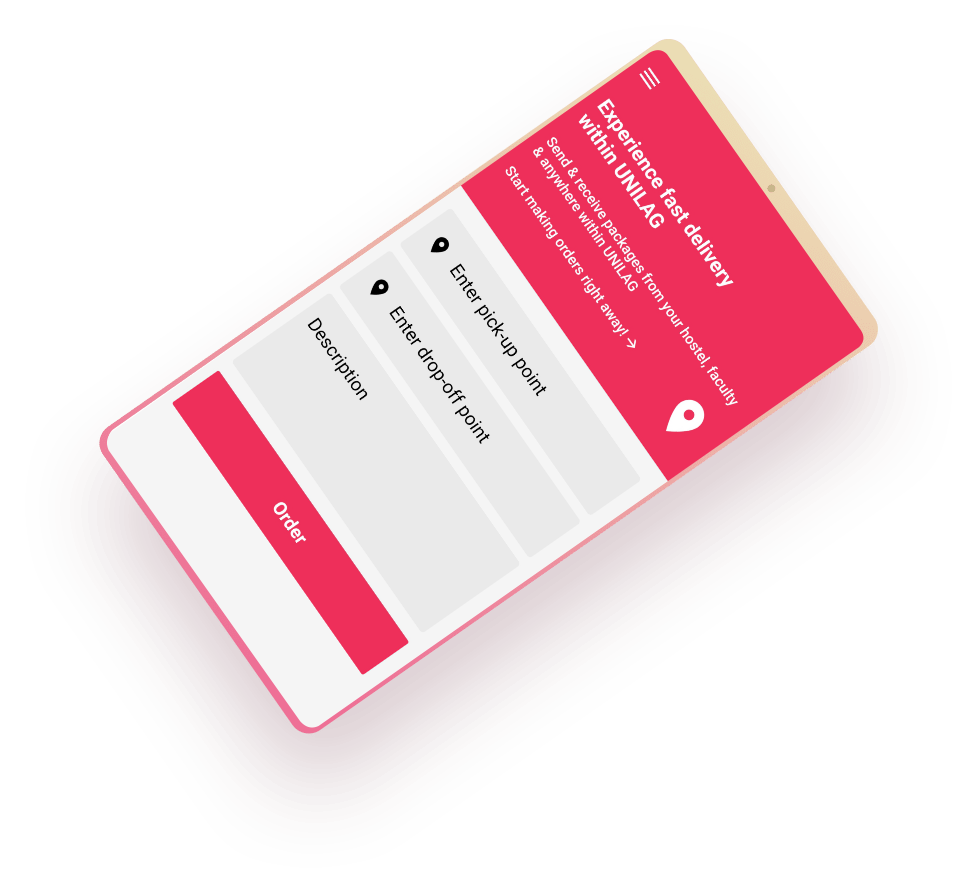 Experience fast delivery
within UNILAG
Send & receive packages from your hostel, faculty
& anywhere within UNILAG
Start making orders right away! →
Enter pick-up point
Enter drop-off point
Description
Order